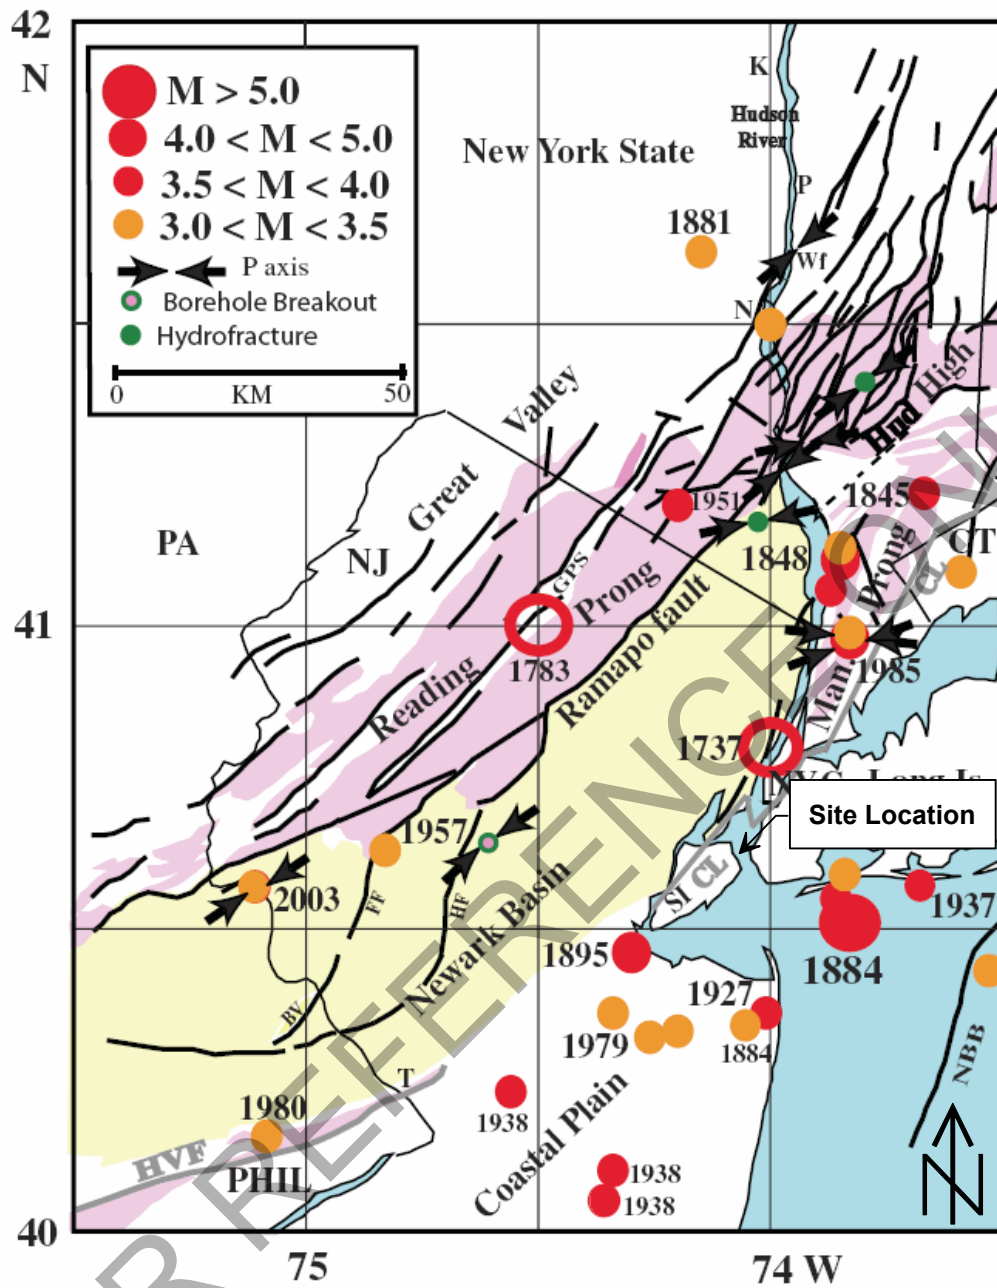 42
N
M > 5.0
4.0 < M < 5.0
3.5 < M < 4.0
3.0 < M < 3.5
P axis
Borehole Breakout
Hydrofracture
0 KM 50
K
Hudson
River
New York State
P
1881
Wf
N
Valley
Great
Hud High
1951
1845
PA
NJ
GPS
1848
Prong
CT
CL
41
Prong
1783
Reading
Ramapo fault
Man.
1985
1737
NYC Long Is
Site Location
1957
SI
CL
2003
FF
HF
Newark Basin
1937
1895
1884
1927
BV
1979
1884
NBB
T
1938
1980
Coastal Plain
HVF
PHIL
1938
1938
N
40
75
74 W
REFERENCE ONL